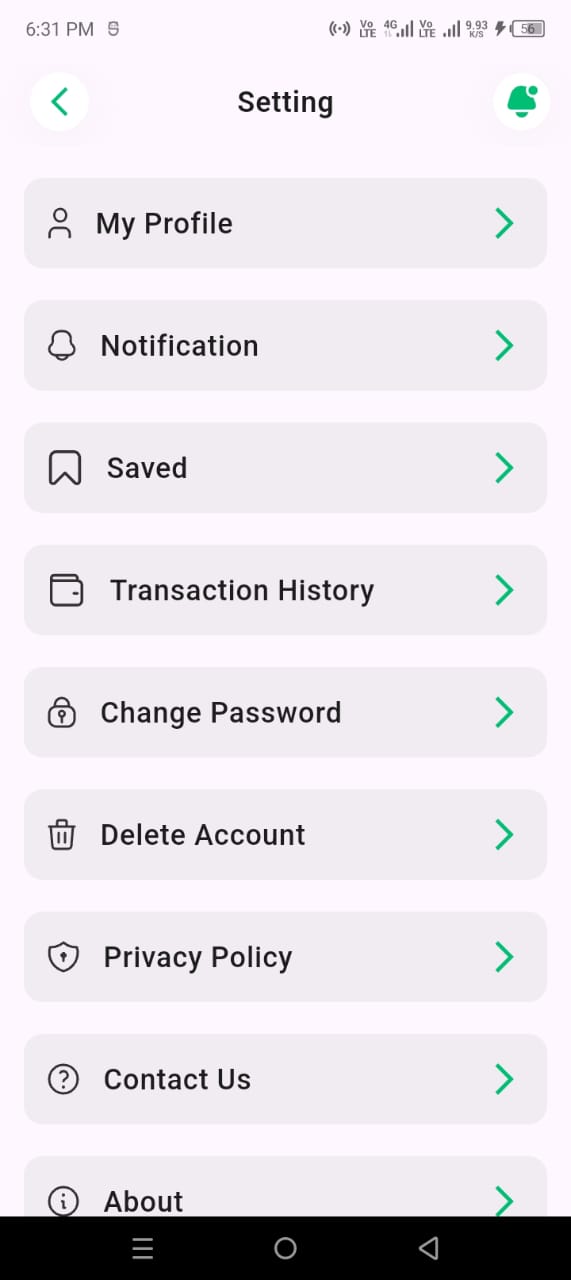 6:31 PM
Vo LTE 4G Vo LTE 9.93 K/S 56
Setting
My Profile
Notification
Saved
Transaction History
Change Password
Delete Account
Privacy Policy
Contact Us
About